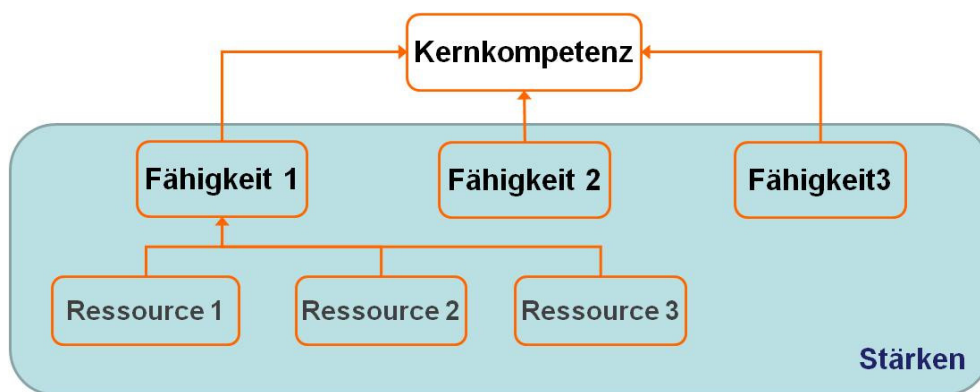 Kernkompetenz
Fähigkeit 1
Fähigkeit 2
Fähigkeit3
Ressource 1
Ressource 2
Ressource 3
Stärken